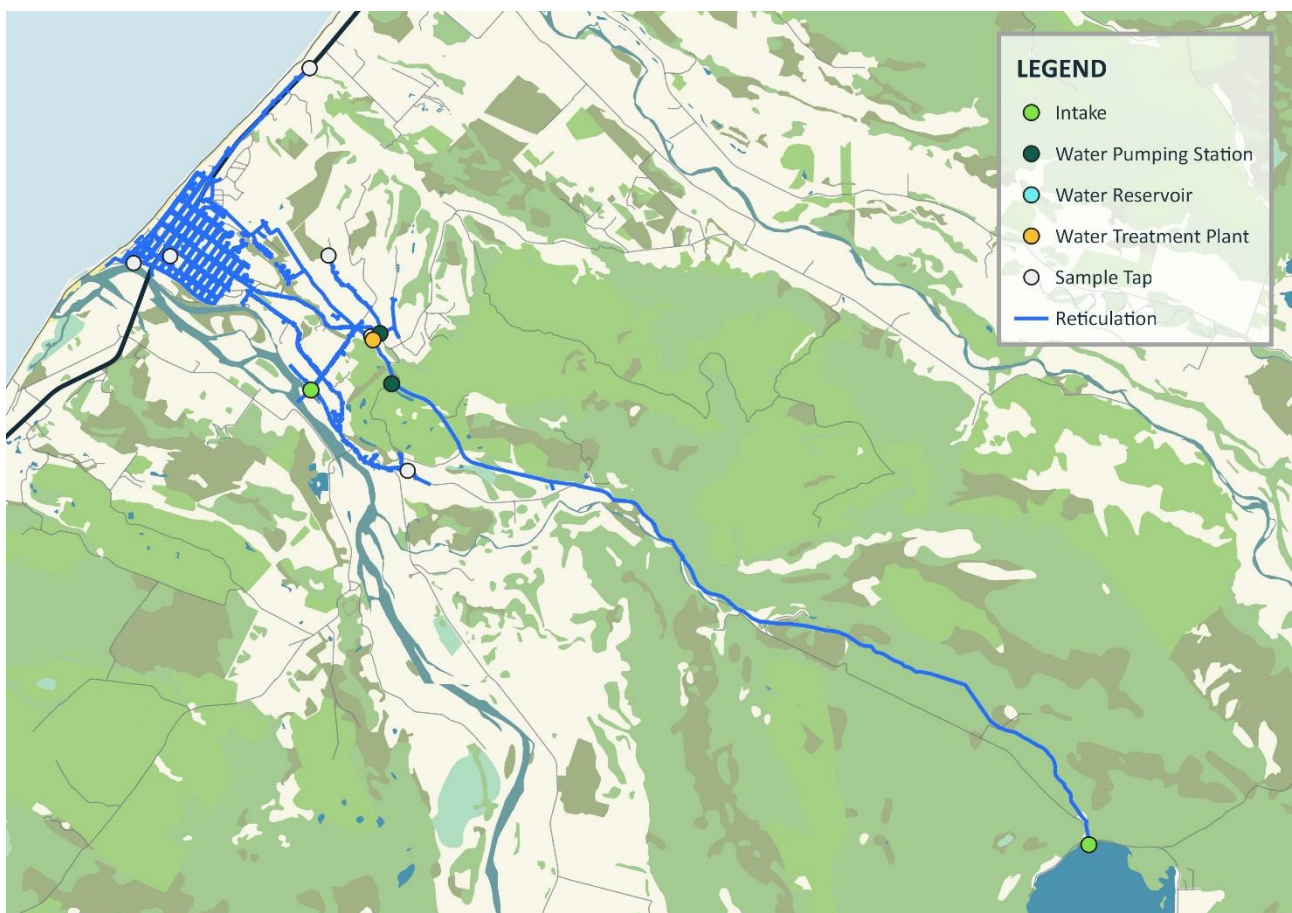 LEGEND
Intake
Water Pumping Station
Water Reservoir
Water Treatment Plant
Sample Tap
Reticulation